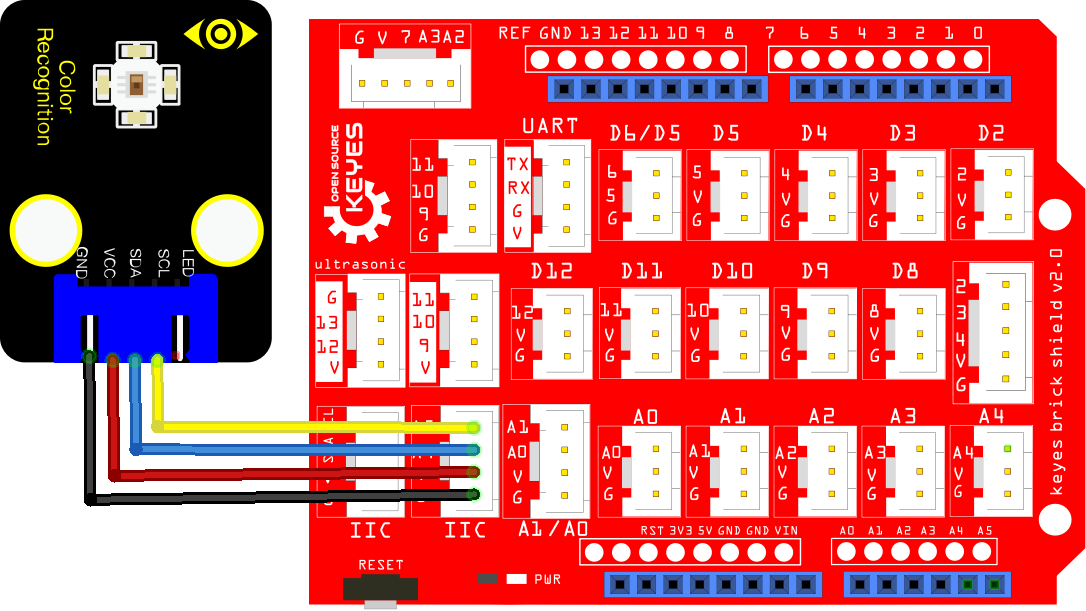 Color
Recognition
GND
VCC
SDA
SCL
LED
G V 7 A3 A2
REF GND 13 12 11 10 9 8
7 6 5 4 3 2 1 0
OPEN SOURCE
KEYES
UART
D6/D5
D5
D4
D3
D2
11
10
9
G
TX
RX
G
V
6
5
G
5
V
G
4
V
G
3
V
G
2
V
G
ultrasonic
G
13
12
V
11
10
9
V
D12
D11
D10
D9
D8
12
V
G
11
V
G
10
V
G
9
V
G
8
V
G
2
3
4
V
G
A1
A0
V
G
A0
A1
A2
A3
A4
A0
V
G
A1
V
G
A2
V
G
A3
V
G
A4
V
G
IIC
IIC
A1/A0
RST 3V3 5V GND GND VIN
A0 A1 A2 A3 A4 A5
RESET
PWR
keyes brick shield v2.0